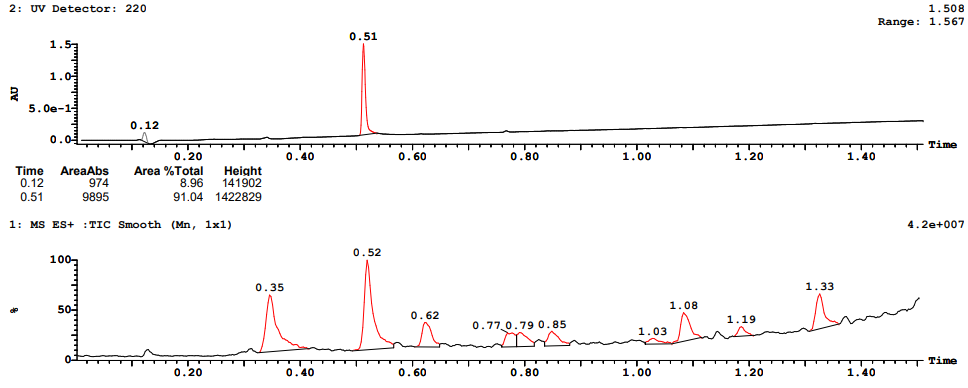 2: UV Detector: 220
1.508
Range: 1.567
0.51
1.5
1.0
AU
5.0e-1
0.12
0.0
0.20 0.40 0.60 0.80 1.00 1.20 1.40 Time
Time AreaAbs Area %Total Height
0.12 974 8.96 141902
0.51 9895 91.04 1422829
1: MS ES+ :TIC Smooth (Mn, 1x1)
4.2e+007
100
0.52
0.35
1.33
1.08
%
50
0.62
0.77 0.79 0.85
1.03
1.19
0
0.20 0.40 0.60 0.80 1.00 1.20 1.40 Time